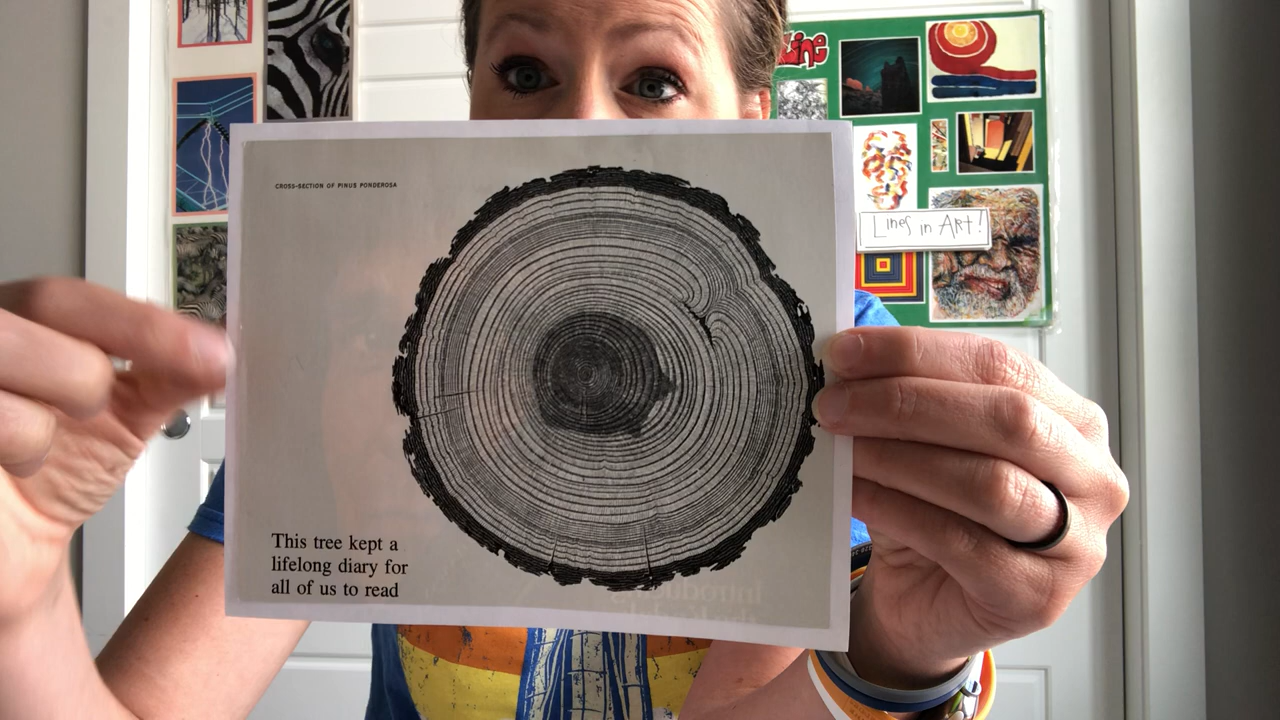 Line
CROSS-SECTION OF PINUS PONDEROSA
Lines in Art!
This tree kept a
lifelong diary for
all of us to read